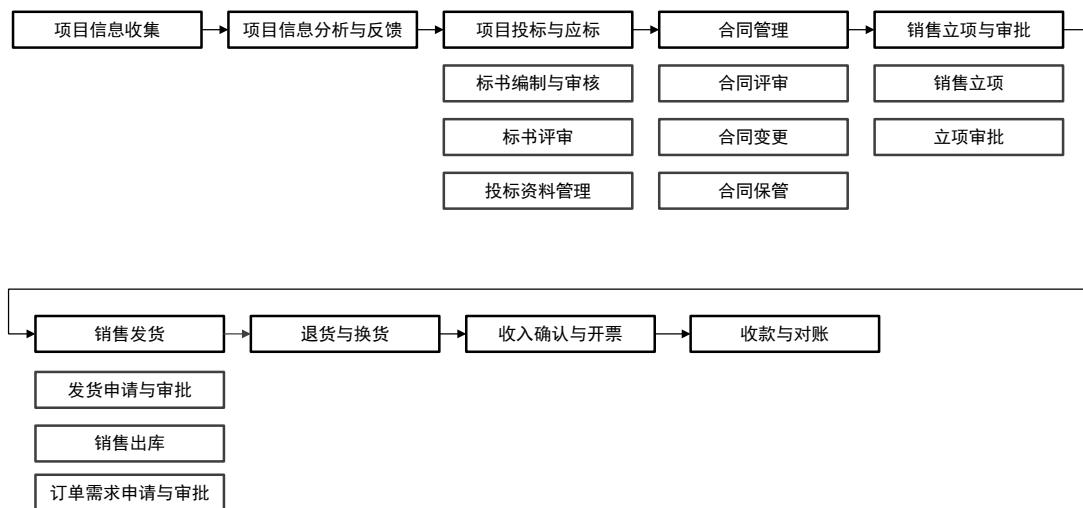 项目信息收集
项目信息分析与反馈
项目投标与应标
合同管理
销售立项与审批
标书编制与审核
合同评审
销售立项
标书评审
合同变更
立项审批
投标资料管理
合同保管
销售发货
退货与换货
收入确认与开票
收款与对账
发货申请与审批
销售出库
订单需求申请与审批